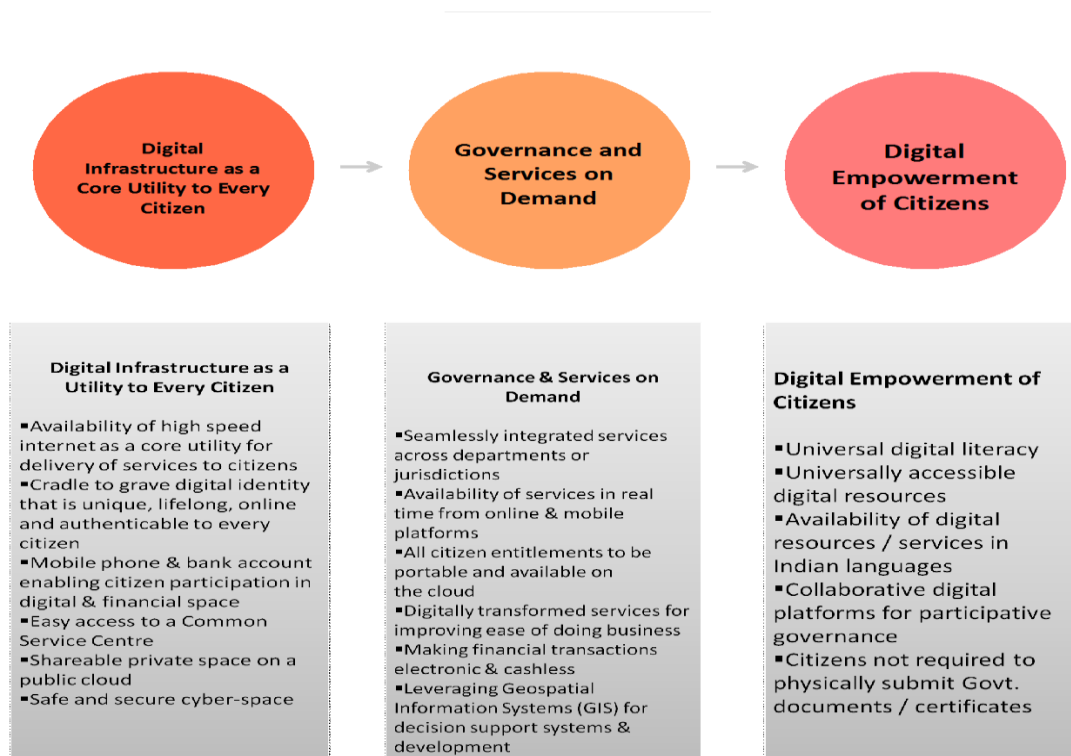 Digital
Infrastructure as a
Core Utility to Every
Citizen
Governance and
Services on
Demand
Digital
Empowerment
of Citizens
Digital Infrastructure as a
Utility to Every Citizen
▪Availability of high speed
internet as a core utility for
delivery of services to citizens
▪Cradle to grave digital identity
that is unique, lifelong, online
and authenticable to every
citizen
▪Mobile phone & bank account
enabling citizen participation in
digital & financial space
▪Easy access to a Common
Service Centre
▪Shareable private space on a
public cloud
▪Safe and secure cyber-space
Governance & Services on
Demand
▪Seamlessly integrated services
across departments or
jurisdictions
▪Availability of services in real
time from online & mobile
platforms
▪All citizen entitlements to be
portable and available on
the cloud
▪Digitally transformed services for
improving ease of doing business
▪Making financial transactions
electronic & cashless
▪Leveraging Geospatial
Information Systems (GIS) for
decision support systems &
development
Digital Empowerment of
Citizens
▪Universal digital literacy
▪Universally accessible
digital resources
▪Availability of digital
resources / services in
Indian languages
▪Collaborative digital
platforms for participative
governance
▪Citizens not required to
physically submit Govt.
documents / certificates